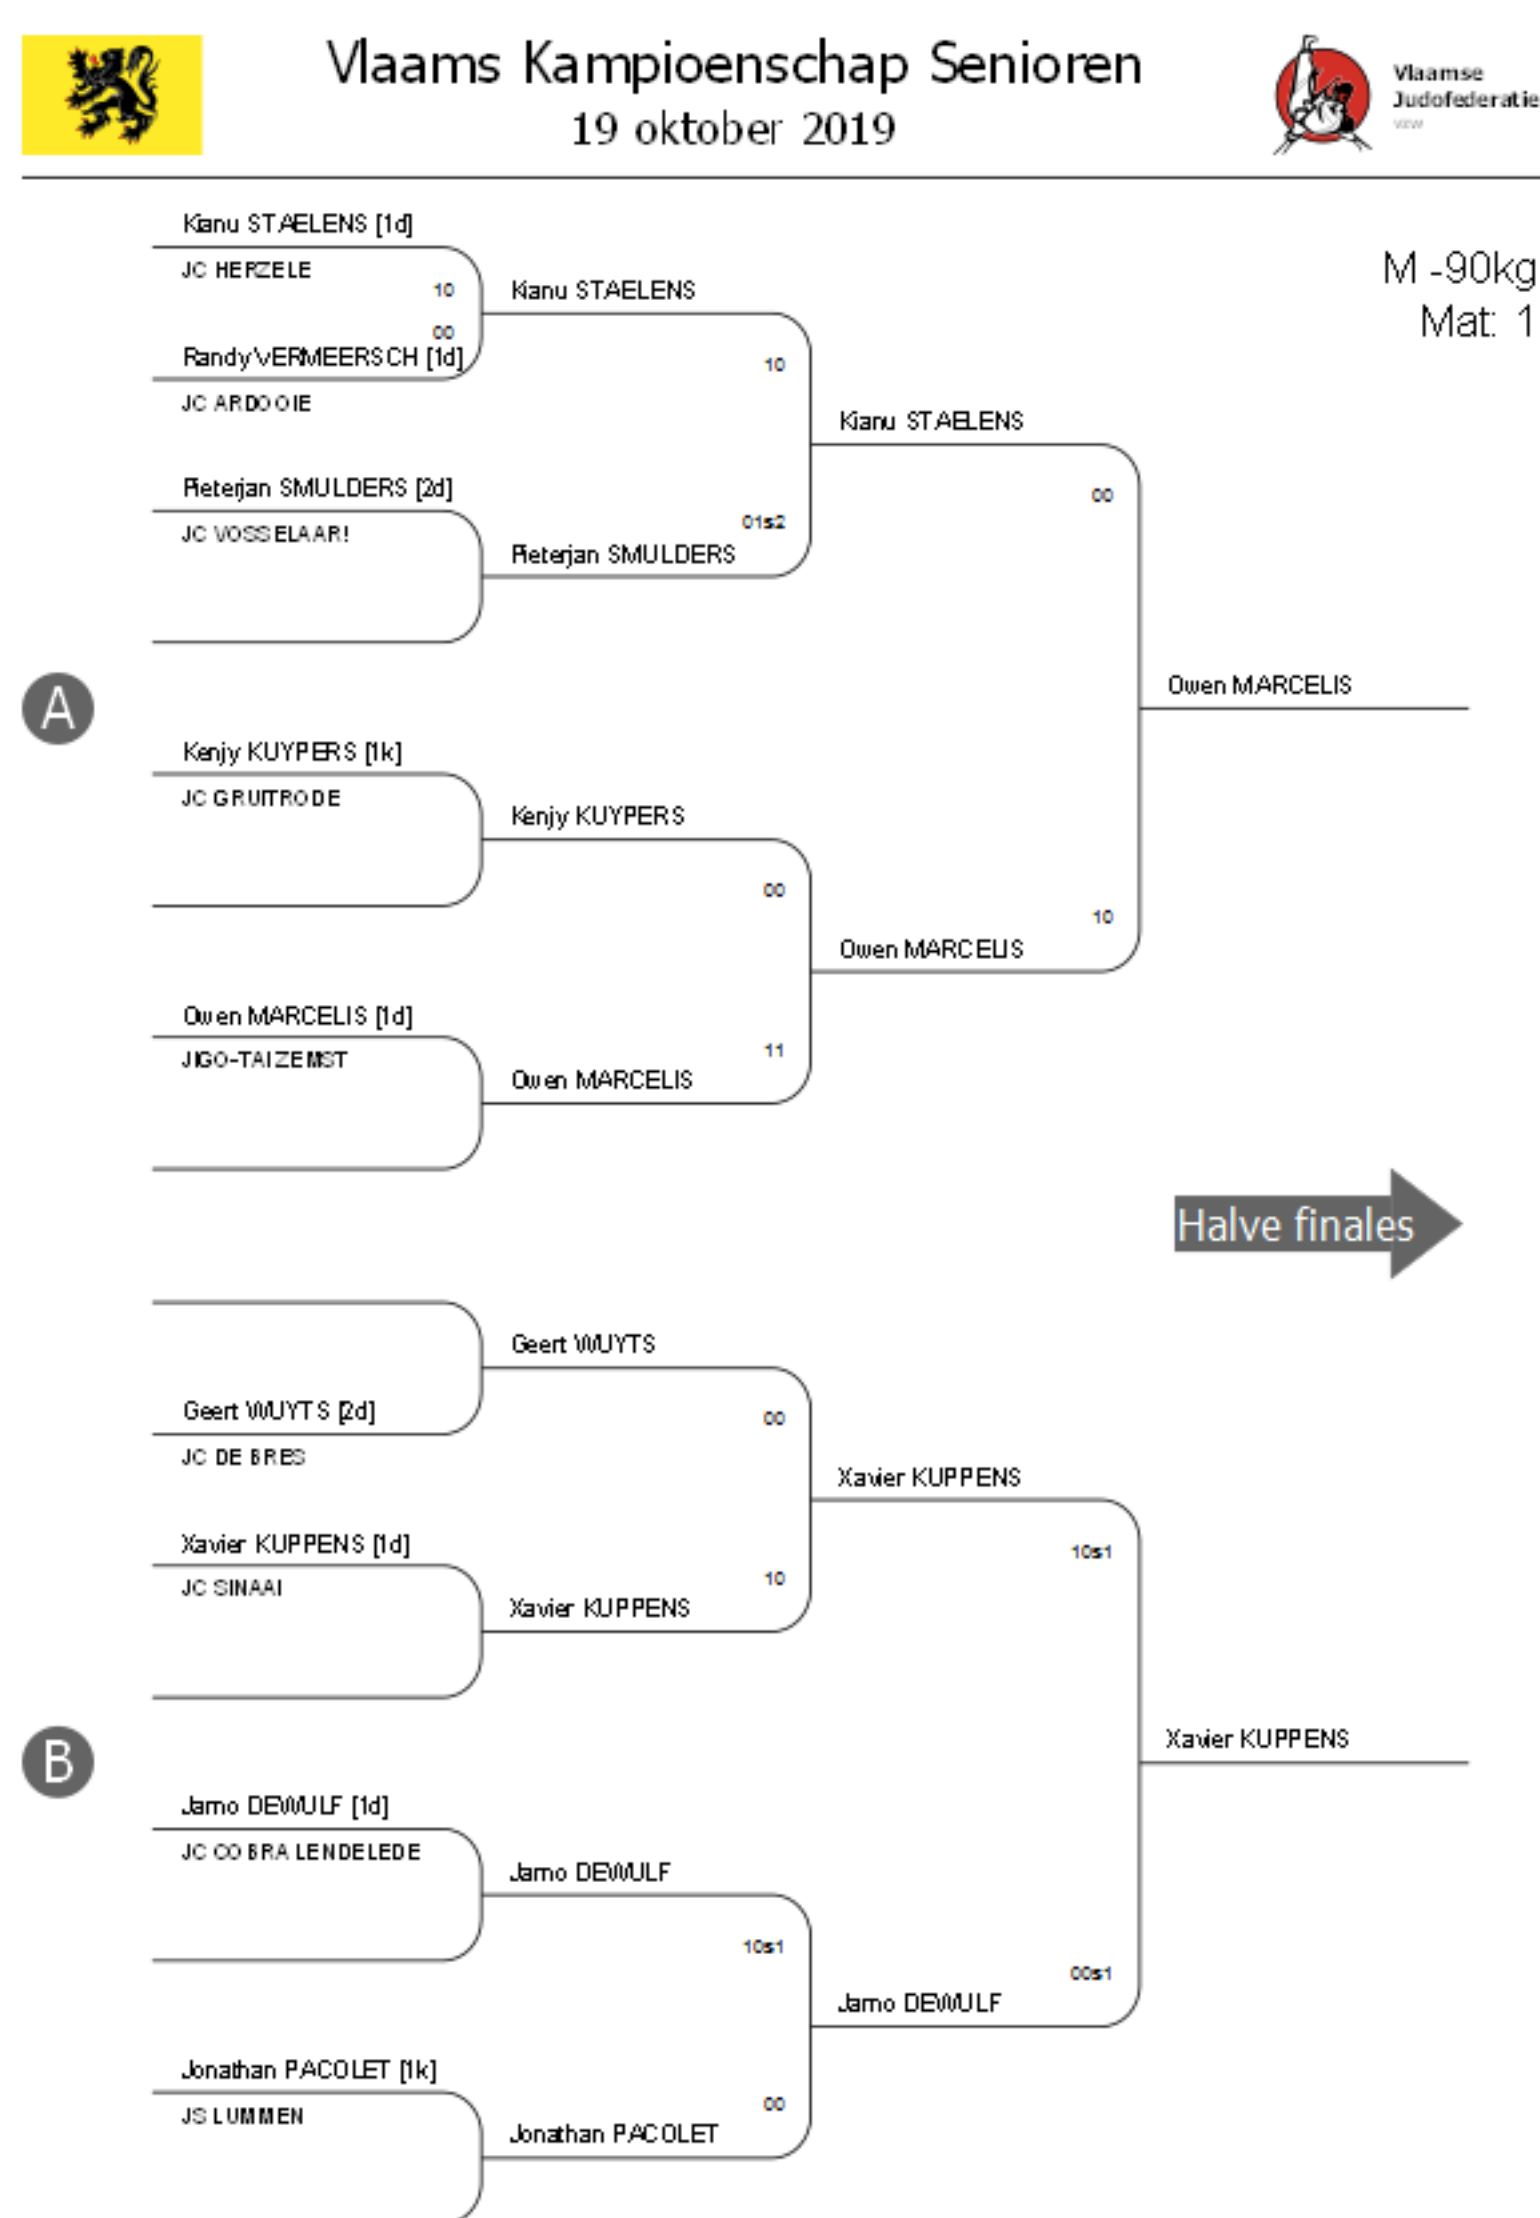 Vlaams Kampioenschap Senioren
19 oktober 2019
Vlaamse
Judofederatie
vzw
M -90kg
Mat: 1
Kianu STAELENS [1d]
JC HERZELE
10
00
Randy VERMEERSCH [1d]
JC ARDOOIE
Kianu STAELENS
10
Pieterjan SMULDERS [2d]
JC VOSSELAAR!
01s2
Pieterjan SMULDERS
Kianu STAELENS
00
A
Owen MARCELIS
Kenjy KUYPERS [1k]
JC GRUITRODE
Kenjy KUYPERS
00
Owen MARCELIS
10
Owen MARCELIS [1d]
JIGO-TAI ZEMST
11
Owen MARCELIS
Halve finales
Geert WUYTS
Geert WUYTS [2d]
JC DE BRES
00
Xavier KUPPENS
10s1
Xavier KUPPENS [1d]
JC SINAAI
10
Xavier KUPPENS
B
Xavier KUPPENS
Jarno DEWULF [1d]
JC COBRA LENDELEDE
Jarno DEWULF
10s1
00s1
Jarno DEWULF
Jonathan PACOLET [1k]
JS LUMMEN
00
Jonathan PACOLET